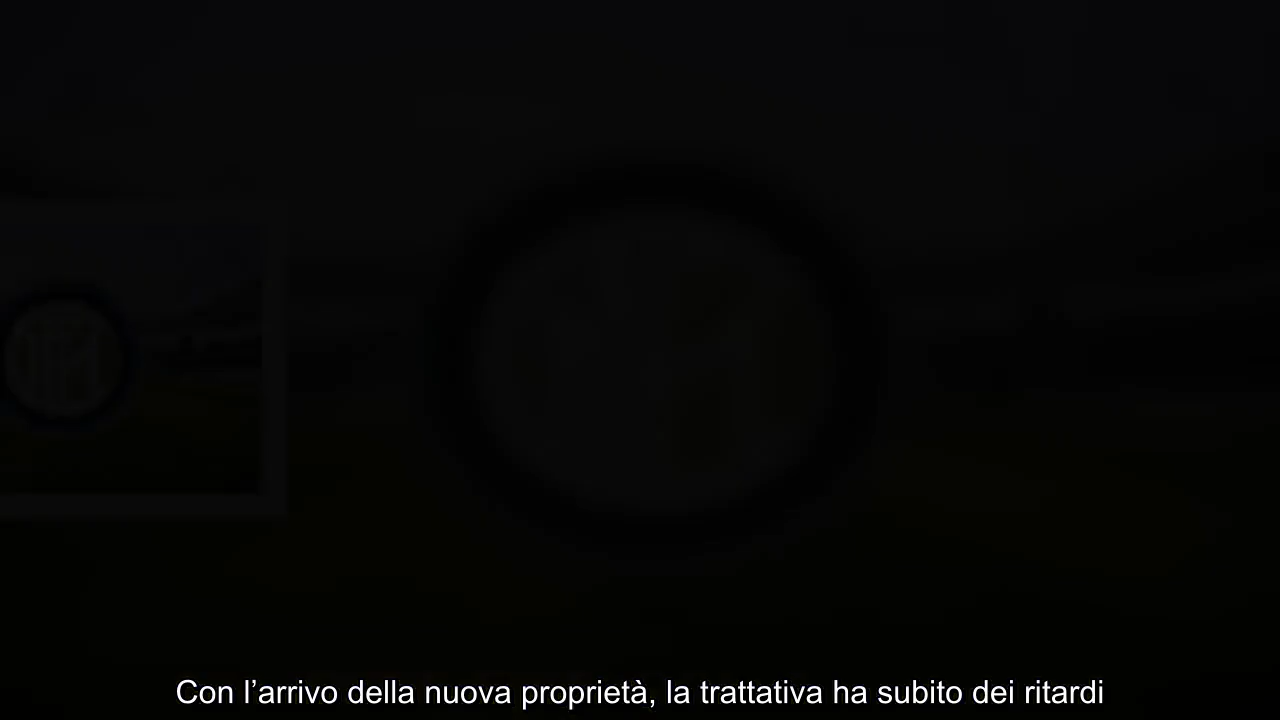 Con l’arrivo della nuova proprietà, la trattativa ha subito dei ritardi